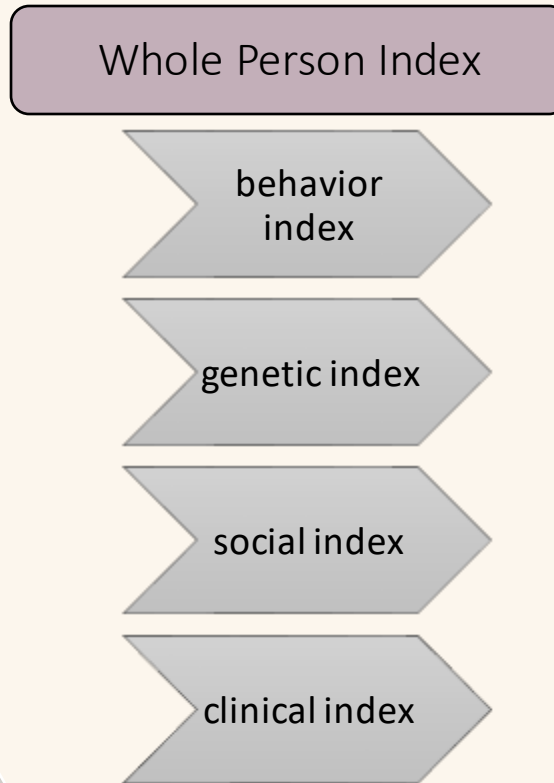 Whole Person Index
behavior
index
genetic index
social index
clinical index